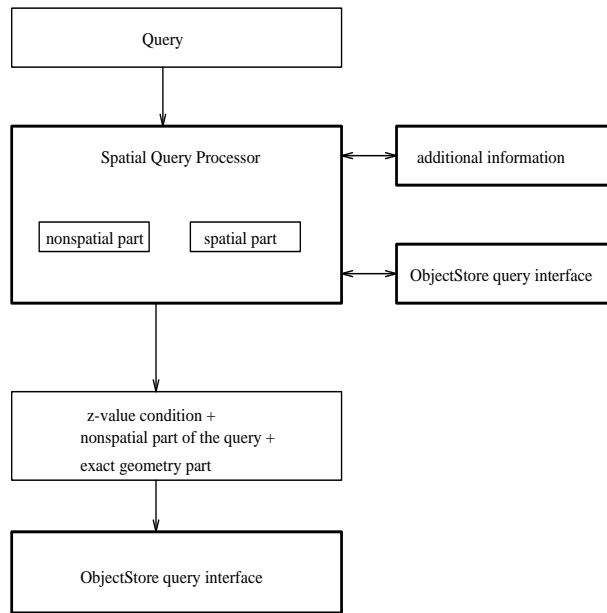 Query
Spatial Query Processor
additional information
nonspatial part
spatial part
ObjectStore query interface
z-value condition +
nonspatial part of the query +
exact geometry part
ObjectStore query interface